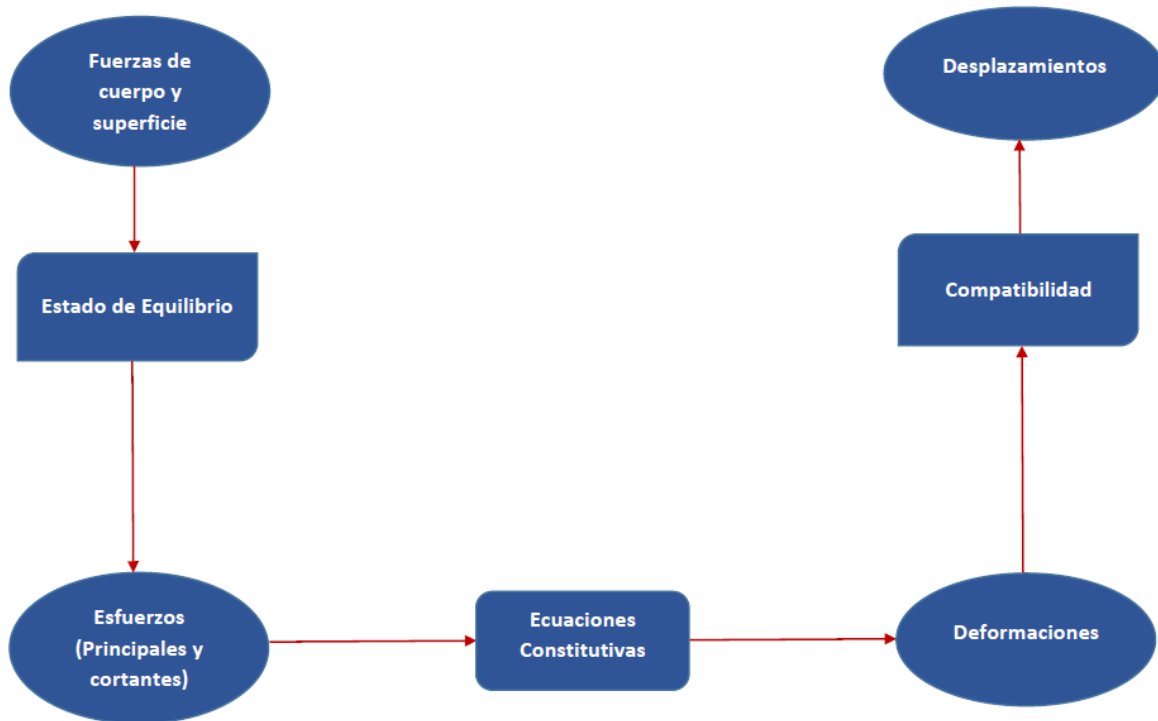 Fuerzas de
cuerpo y
superficie
Desplazamientos
Estado de Equilibrio
Compatibilidad
Esfuerzos
(Principales y
cortantes)
Ecuaciones
Constitutivas
Deformaciones